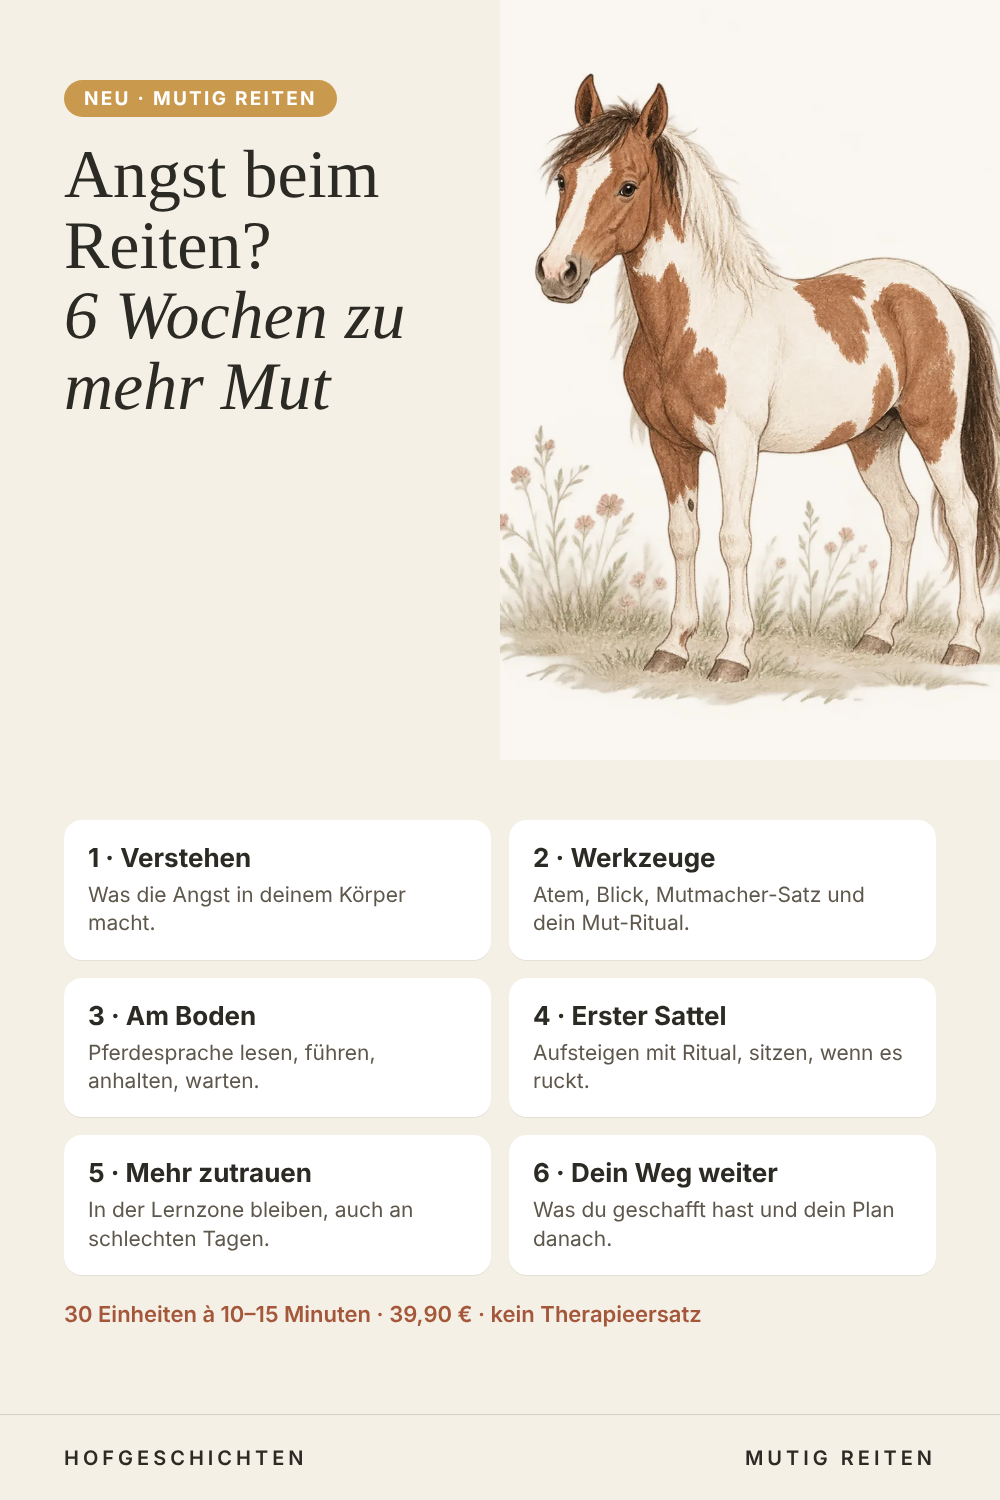 NEU · MUTIG REITEN
Angst beim
Reiten?
6 Wochen zu
mehr Mut
1 · Verstehen
Was die Angst in deinem Körper
macht.
2 · Werkzeuge
Atem, Blick, Mutmacher-Satz und
dein Mut-Ritual.
3 · Am Boden
Pferdesprache lesen, führen,
anhalten, warten.
4 · Erster Sattel
Aufsteigen mit Ritual, sitzen, wenn es
ruckt.
5 · Mehr zutrauen
In der Lernzone bleiben, auch an
schlechten Tagen.
6 · Dein Weg weiter
Was du geschafft hast und dein Plan
danach.
30 Einheiten à 10–15 Minuten · 39,90 € · kein Therapieersatz
HOFGESCHICHTEN
MUTIG REITEN